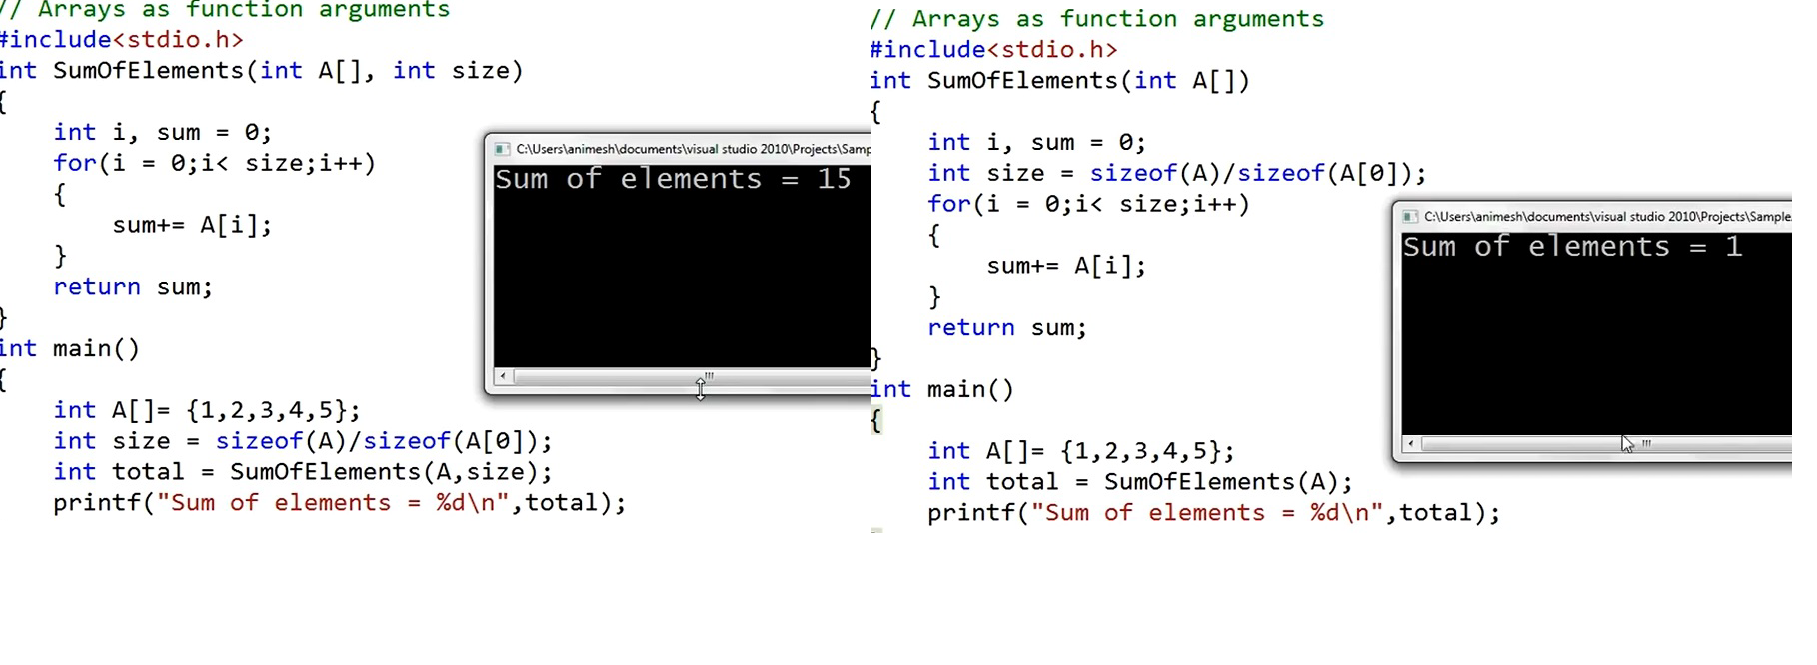 // Arrays as function arguments
#include<stdio.h>
int SumOfElements(int A[], int size)
{
int i, sum = 0;
for(i = 0;i< size;i++)
{
sum+= A[i];
}
return sum;
}
int main()
{
int A[]= {1,2,3,4,5};
int size = sizeof(A)/sizeof(A[0]);
int total = SumOfElements(A,size);
printf("Sum of elements = %d\n",total);
C:\Users\animesh\documents\visual studio 2010\Projects\Samp
Sum of elements = 15
// Arrays as function arguments
#include<stdio.h>
int SumOfElements(int A[])
{
int i, sum = 0;
int size = sizeof(A)/sizeof(A[0]);
for(i = 0;i< size;i++)
{
sum+= A[i];
}
return sum;
}
int main()
{
int A[]= {1,2,3,4,5};
int total = SumOfElements(A);
printf("Sum of elements = %d\n",total);
C:\Users\animesh\documents\visual studio 2010\Projects\Sample
Sum of elements = 1